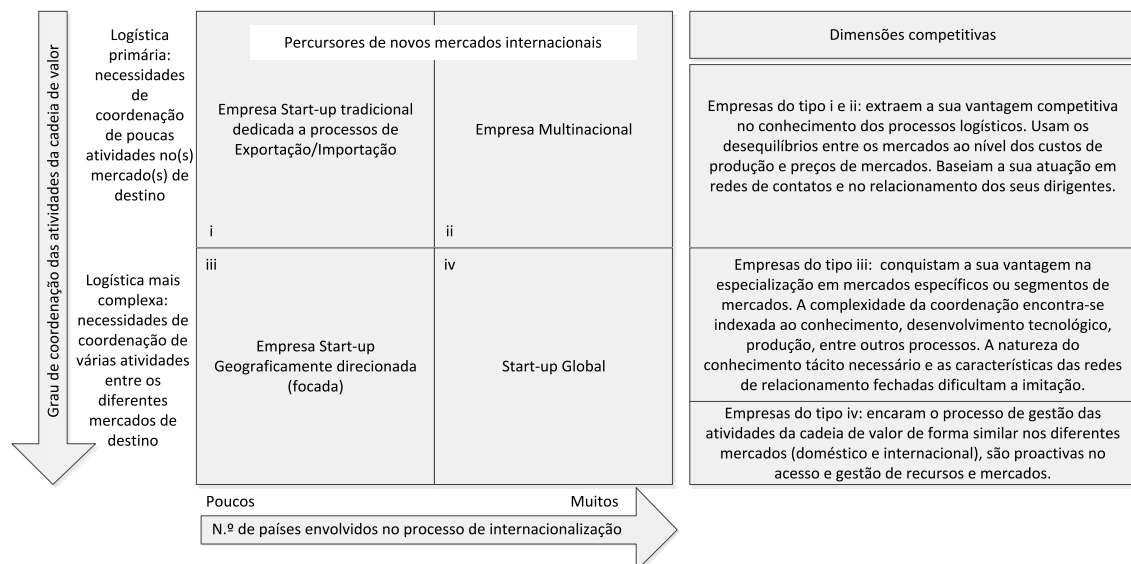 Grau de coordenação das atividades da cadeia de valor
Logística
primária:
necessidades
de
coordenação
de poucas
atividades no(s)
mercado(s) de
destino
Logística mais
complexa:
necessidades de
coordenação de
várias atividades
entre os
diferentes
mercados de
destino
Percursores de novos mercados internacionais
Empresa Start-up tradicional
dedicada a processos de
Exportação/Importação
i
Empresa Multinacional
ii
iii
Empresa Start-up
Geograficamente direcionada
(focada)
iv
Start-up Global
Poucos
Muitos
N.º de países envolvidos no processo de internacionalização
Dimensões competitivas
Empresas do tipo i e ii: extraem a sua vantagem competitiva
no conhecimento dos processos logísticos. Usam os
desequilíbrios entre os mercados ao nível dos custos de
produção e preços de mercados. Baseiam a sua atuação em
redes de contatos e no relacionamento dos seus dirigentes.
Empresas do tipo iii: conquistam a sua vantagem na
especialização em mercados específicos ou segmentos de
mercados. A complexidade da coordenação encontra-se
indexada ao conhecimento, desenvolvimento tecnológico,
produção, entre outros processos. A natureza do
conhecimento tácito necessário e as características das redes
de relacionamento fechadas dificultam a imitação.
Empresas do tipo iv: encaram o processo de gestão das
atividades da cadeia de valor de forma similar nos diferentes
mercados (doméstico e internacional), são proactivas no
acesso e gestão de recursos e mercados.